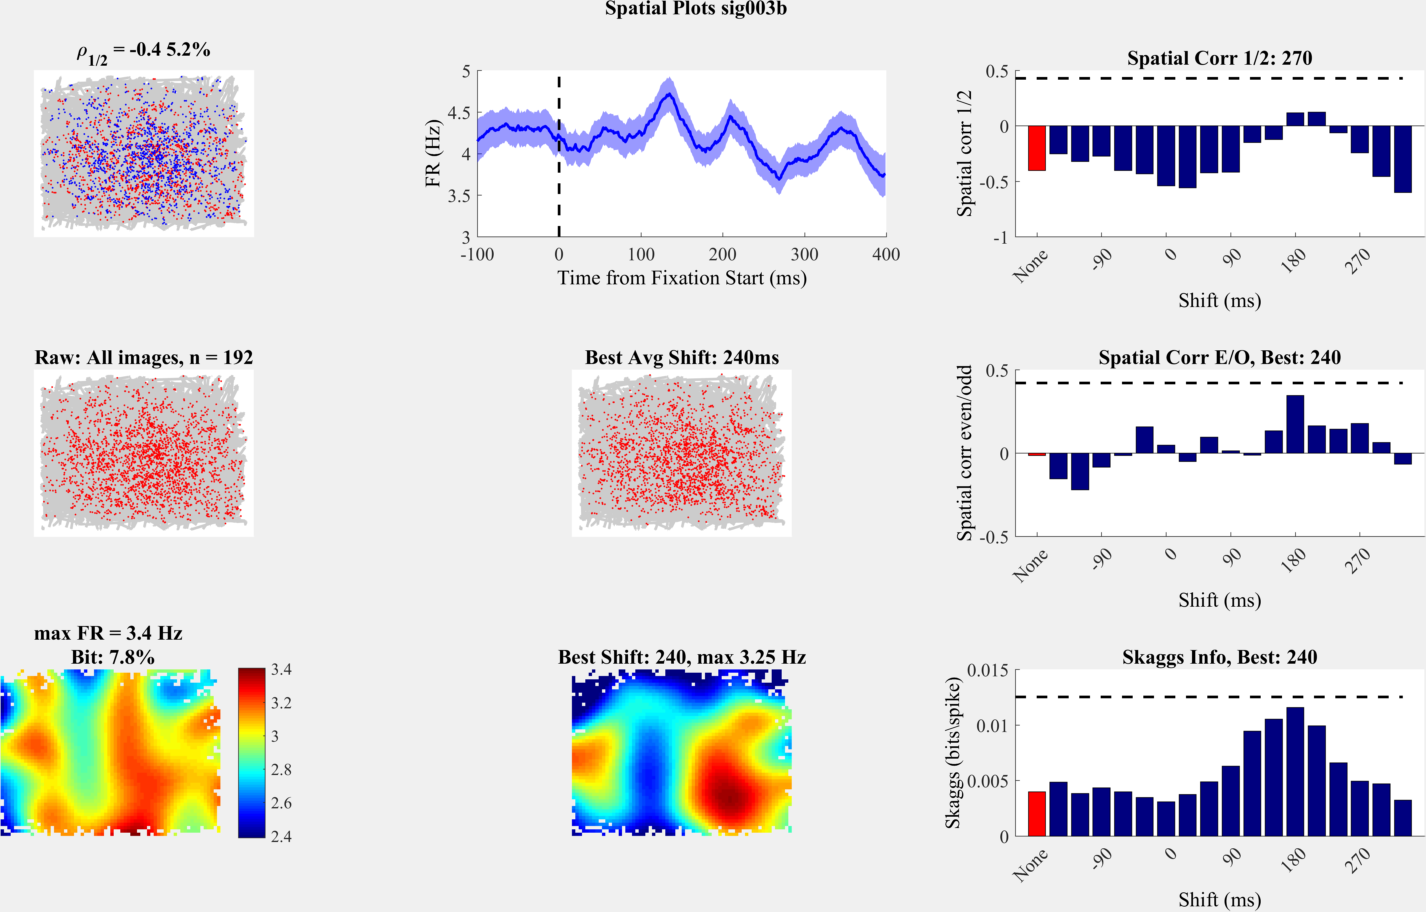 Spatial Plots sig003b
ρ1/2 = -0.4 5.2%
5
4.5
4
3.5
3
FR (Hz)
-100 0 100 200 300 400
Time from Fixation Start (ms)
Spatial Corr 1/2: 270
0.5
0
-0.5
-1
Spatial corr 1/2
None -90 0 90 180 270
Shift (ms)
Raw: All images, n = 192
Best Avg Shift: 240ms
Spatial Corr E/O, Best: 240
0.5
0
-0.5
Spatial corr even/odd
None -90 0 90 180 270
Shift (ms)
max FR = 3.4 Hz
Bit: 7.8%
3.4
3.2
3
2.8
2.6
2.4
Best Shift: 240, max 3.25 Hz
Skaggs Info, Best: 240
0.015
0.01
0.005
0
Skaggs (bits\spike)
None -90 0 90 180 270
Shift (ms)